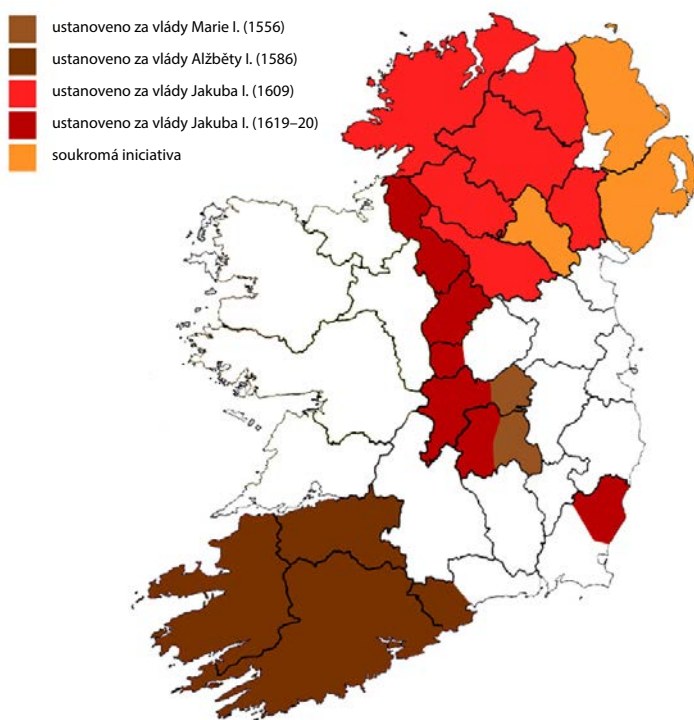 ustanoveno za vlády Marie I. (1556)
ustanoveno za vlády Alžběty I. (1586)
ustanoveno za vlády Jakuba I. (1609)
ustanoveno za vlády Jakuba I. (1619–20)
soukromá iniciativa